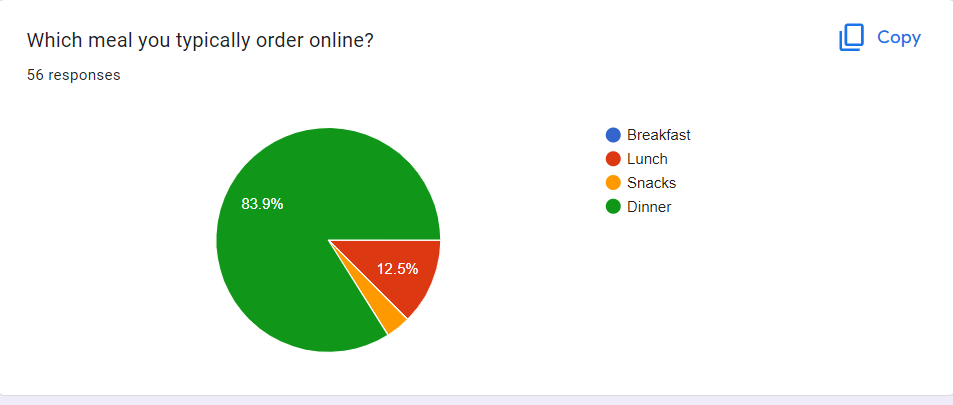 Which meal you typically order online?
Copy
56 responses
83.9%
12.5%
Breakfast
Lunch
Snacks
Dinner